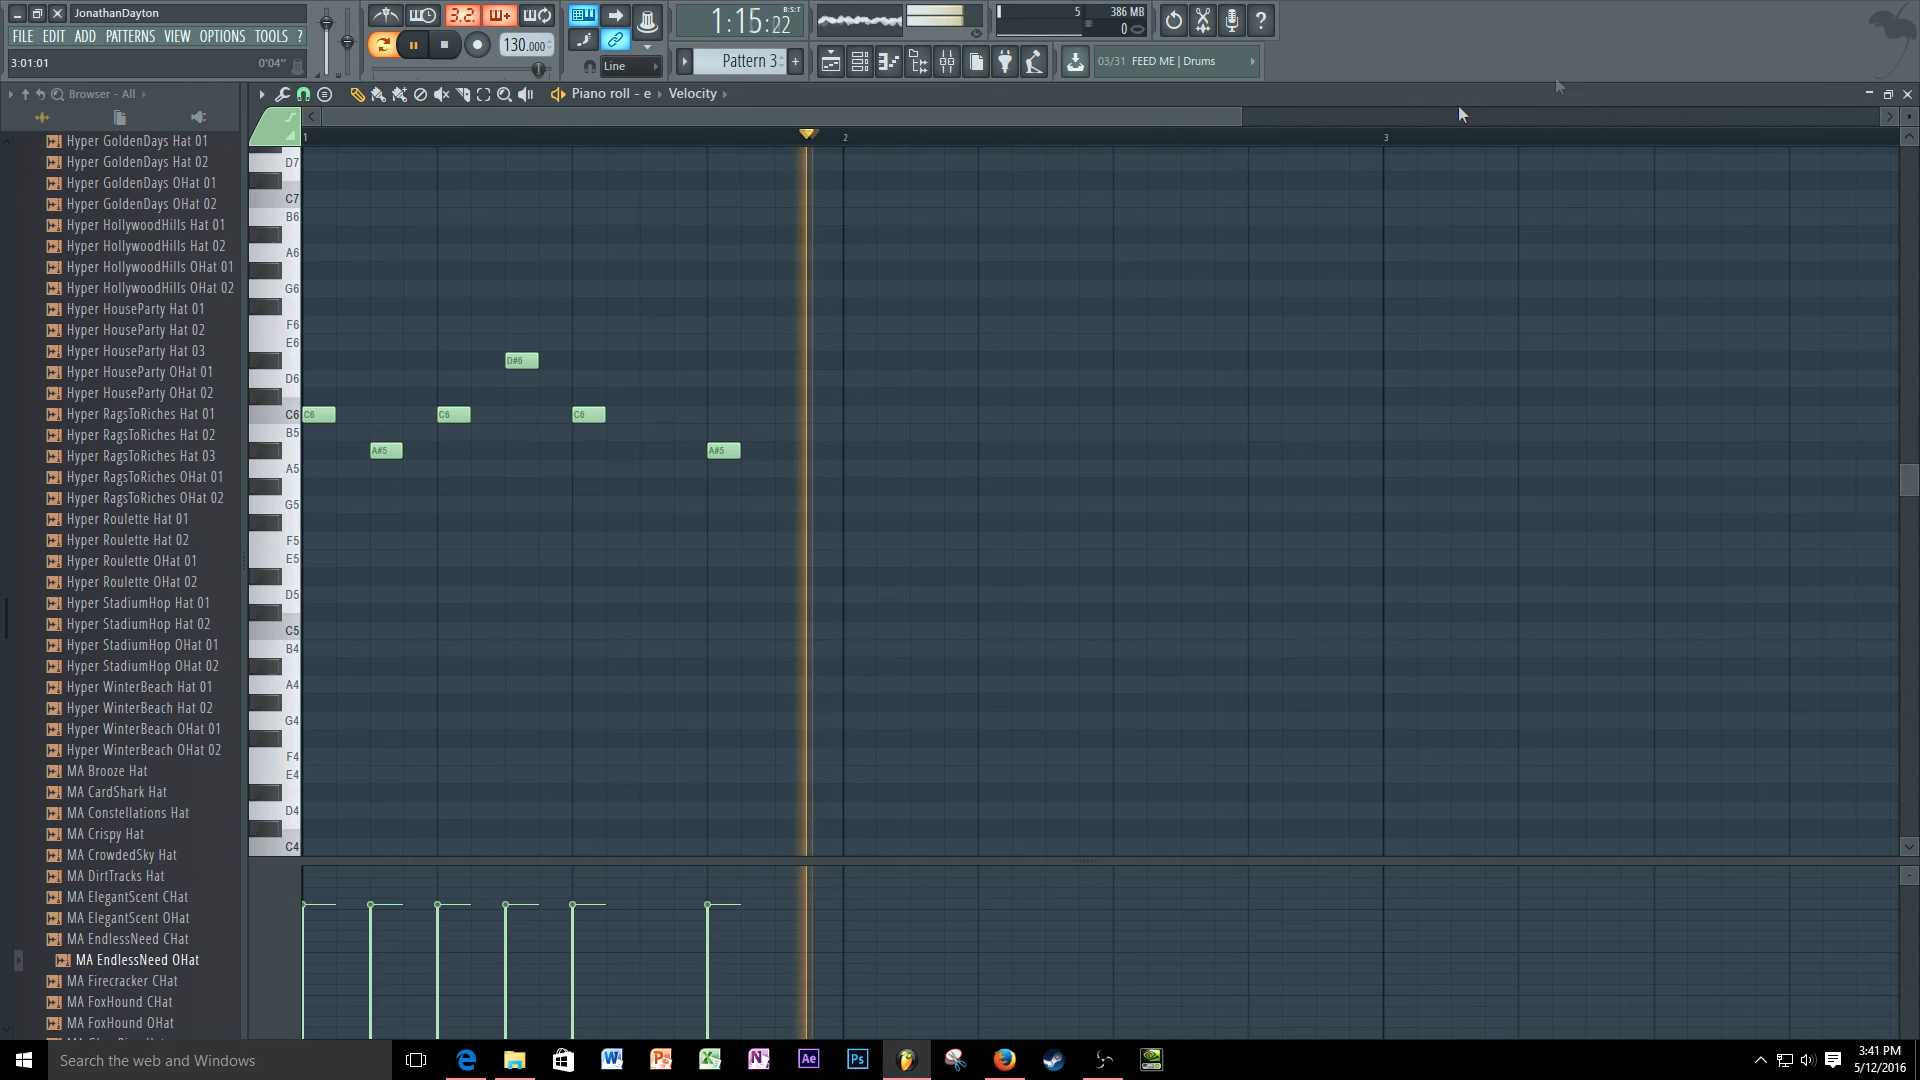 JonathanDayton
FILE EDIT ADD PATTERNS VIEW OPTIONS TOOLS ?
3:01:01 0'04"
3.2.
130.000
Line
1:15:22 B:S:T
Pattern 3 +
5 386 MB
0
03/31 FEED ME | Drums
Browser - All
Piano roll - e Velocity
1 2 3
Hyper GoldenDays Hat 01
Hyper GoldenDays Hat 02
Hyper GoldenDays OHat 01
Hyper GoldenDays OHat 02
Hyper HollywoodHills Hat 01
Hyper HollywoodHills Hat 02
Hyper HollywoodHills OHat 01
Hyper HollywoodHills OHat 02
Hyper HouseParty Hat 01
Hyper HouseParty Hat 02
Hyper HouseParty Hat 03
Hyper HouseParty OHat 01
Hyper HouseParty OHat 02
Hyper RagsToRiches Hat 01
Hyper RagsToRiches Hat 02
Hyper RagsToRiches Hat 03
Hyper RagsToRiches OHat 01
Hyper RagsToRiches OHat 02
Hyper Roulette Hat 01
Hyper Roulette Hat 02
Hyper Roulette OHat 01
Hyper Roulette OHat 02
Hyper StadiumHop Hat 01
Hyper StadiumHop Hat 02
Hyper StadiumHop OHat 01
Hyper StadiumHop OHat 02
Hyper WinterBeach Hat 01
Hyper WinterBeach Hat 02
Hyper WinterBeach OHat 01
Hyper WinterBeach OHat 02
MA Brooze Hat
MA CardShark Hat
MA Constellations Hat
MA Crispy Hat
MA CrowdedSky Hat
MA DirtTracks Hat
MA ElegantScent CHat
MA ElegantScent OHat
MA EndlessNeed CHat
MA EndlessNeed OHat
MA Firecracker CHat
MA FoxHound CHat
MA FoxHound OHat
D7
C7
B6
A6
G6
F6
E6
D#6
D6
C6 C6 C6 C6
B5
A#5 A#5
A5
G5
F5
E5
D5
C5
B4
A4
G4
F4
E4
D4
C4
Search the web and Windows
Ae Ps
3:41 PM
5/12/2016